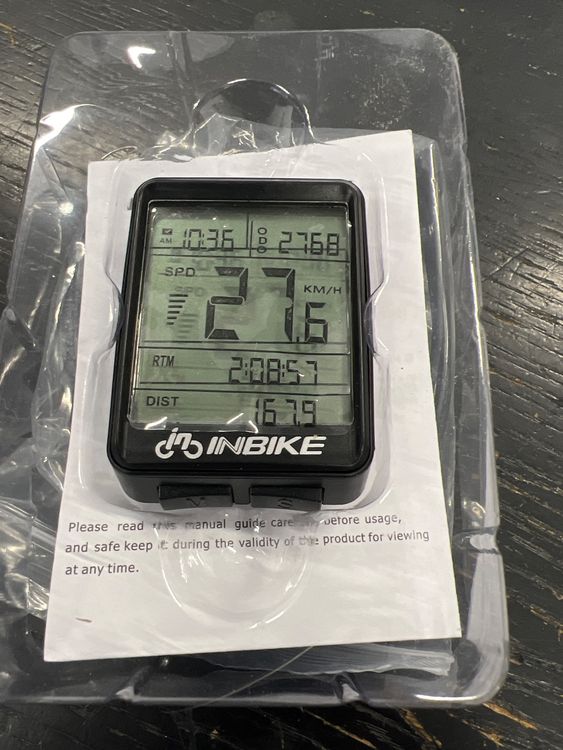 AM 10:36 ODO 2768
SPD 27.6 KM/H
RTM 2:08:57
DIST 167.9
in INBIKE
Please read this manual guide before usage,
and safe keep it during the validity of the product for viewing
at any time.